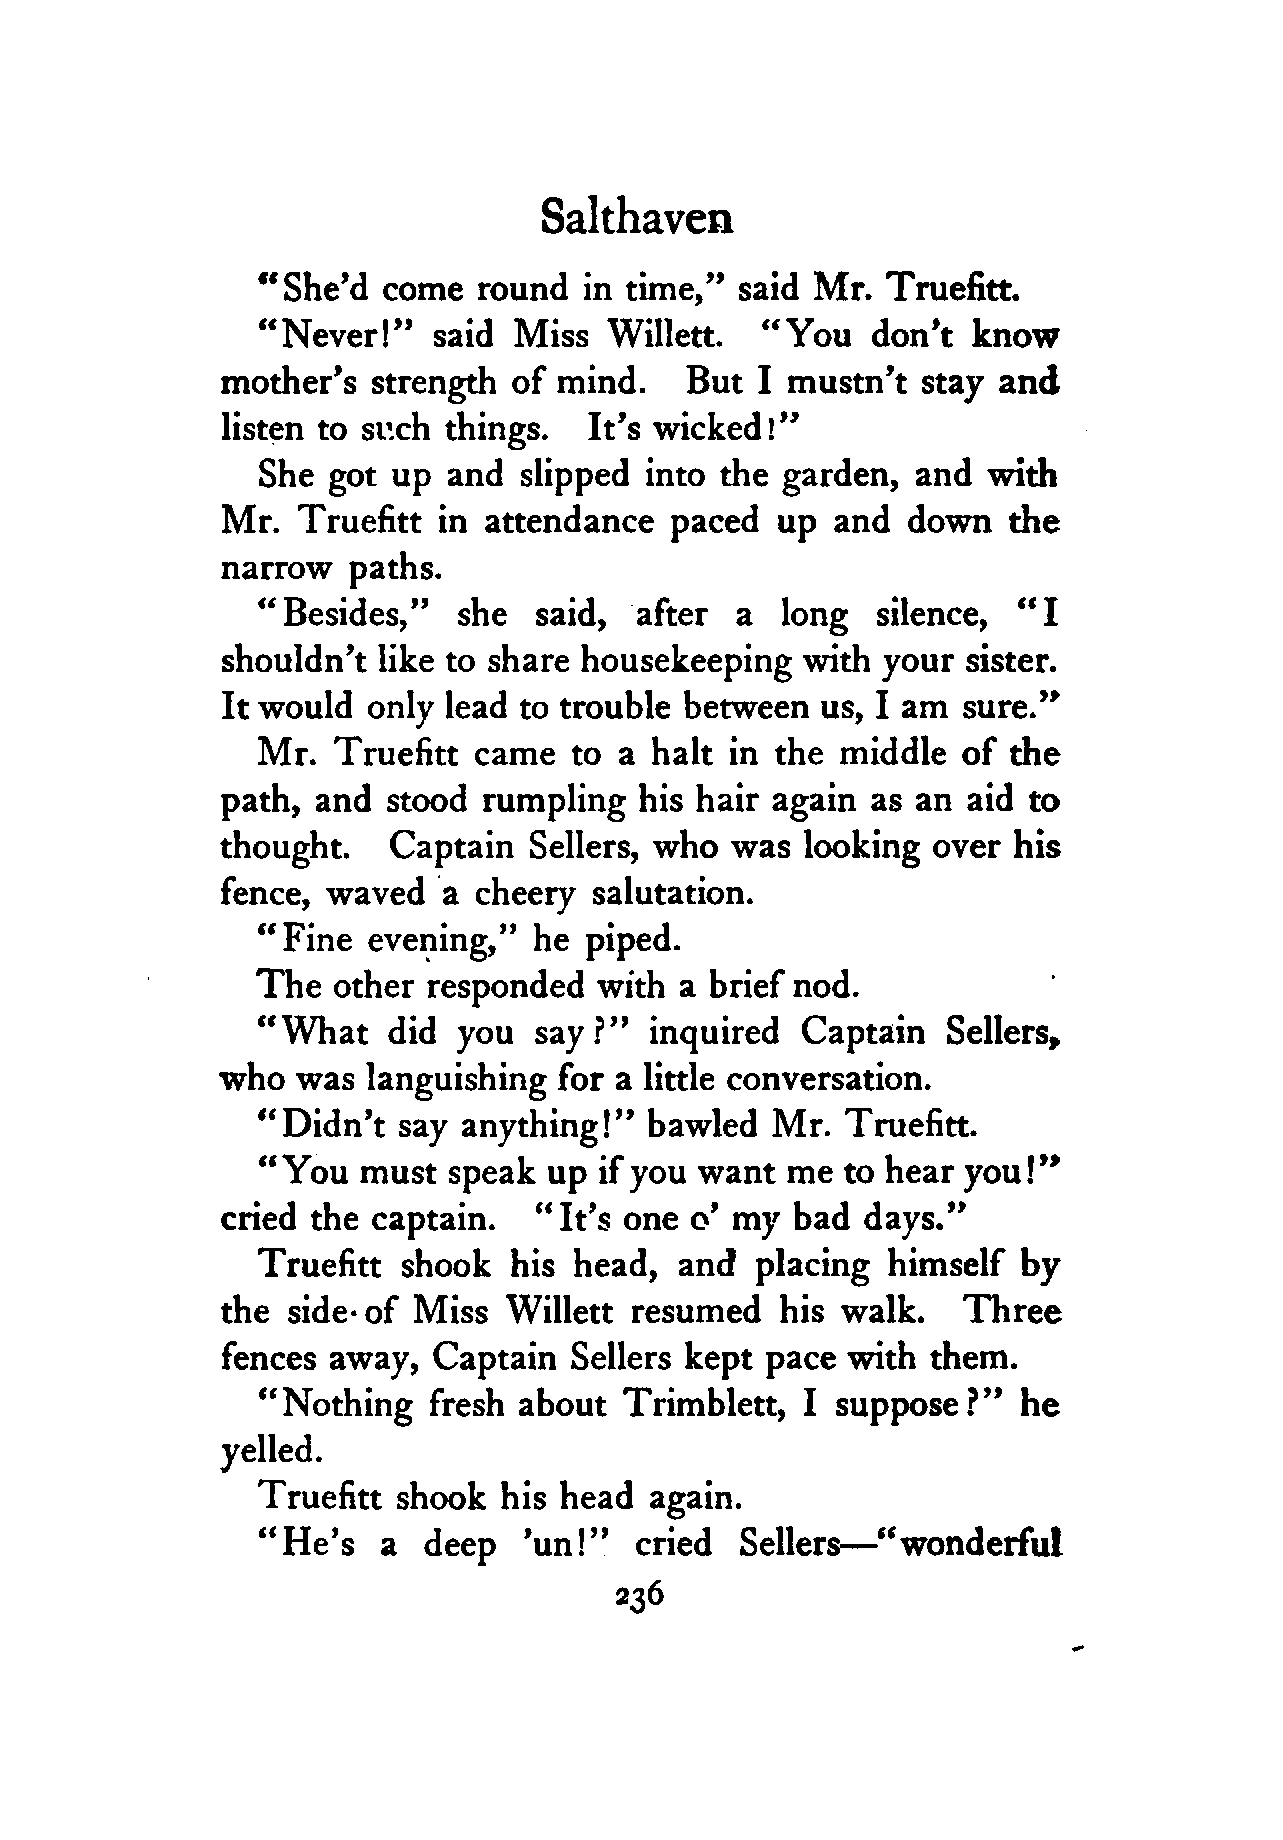 Salthaven
“She’d come round in time,” said Mr. Truefitt.
“Never!” said Miss Willett. “You don’t know
mother’s strength of mind. But I mustn’t stay and
listen to such things. It’s wicked!”
She got up and slipped into the garden, and with
Mr. Truefitt in attendance paced up and down the
narrow paths.
“Besides,” she said, after a long silence, “I
shouldn’t like to share housekeeping with your sister.
It would only lead to trouble between us, I am sure.”
Mr. Truefitt came to a halt in the middle of the
path, and stood rumpling his hair again as an aid to
thought. Captain Sellers, who was looking over his
fence, waved a cheery salutation.
“Fine evening,” he piped.
The other responded with a brief nod.
“What did you say?” inquired Captain Sellers,
who was languishing for a little conversation.
“Didn’t say anything!” bawled Mr. Truefitt.
“You must speak up if you want me to hear you!”
cried the captain. “It’s one o’ my bad days.”
Truefitt shook his head, and placing himself by
the side of Miss Willett resumed his walk. Three
fences away, Captain Sellers kept pace with them.
“Nothing fresh about Trimblett, I suppose?” he
yelled.
Truefitt shook his head again.
“He’s a deep ’un!” cried Sellers—“wonderful
236